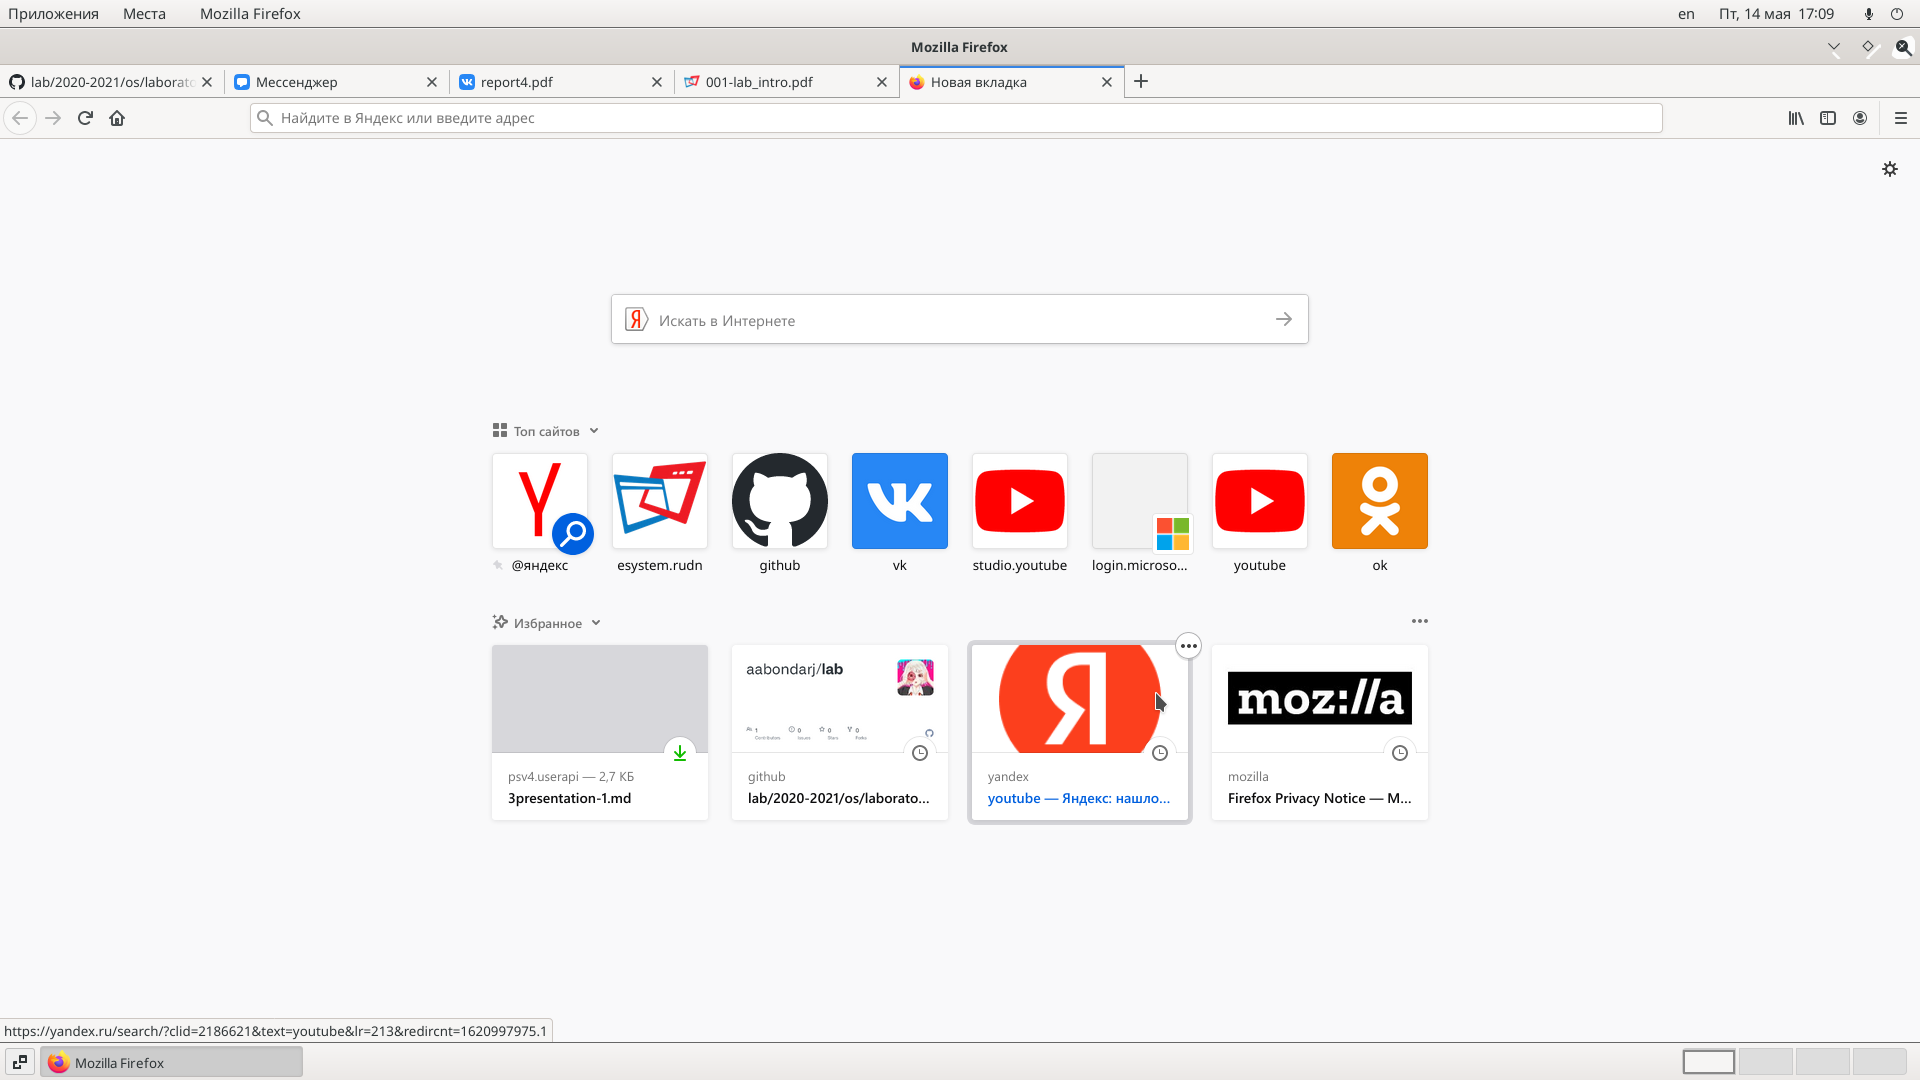 Приложения Места Mozilla Firefox en Пт, 14 мая 17:09
Mozilla Firefox
lab/2020-2021/os/laborato Мессенджер report4.pdf 001-lab_intro.pdf Новая вкладка
Найдите в Яндекс или введите адрес
Я Искать в Интернете
Топ сайтов
@яндекс esystem.rudn github vk studio.youtube login.microso... youtube ok
Избранное
aabondarj/lab
Я
moz://a
psv4.userapi — 2,7 КБ github yandex mozilla
3presentation-1.md lab/2020-2021/os/laborato... youtube — Яндекс: нашло... Firefox Privacy Notice — M...
https://yandex.ru/search/?clid=2186621&text=youtube&lr=213&redircnt=1620997975.1
Mozilla Firefox